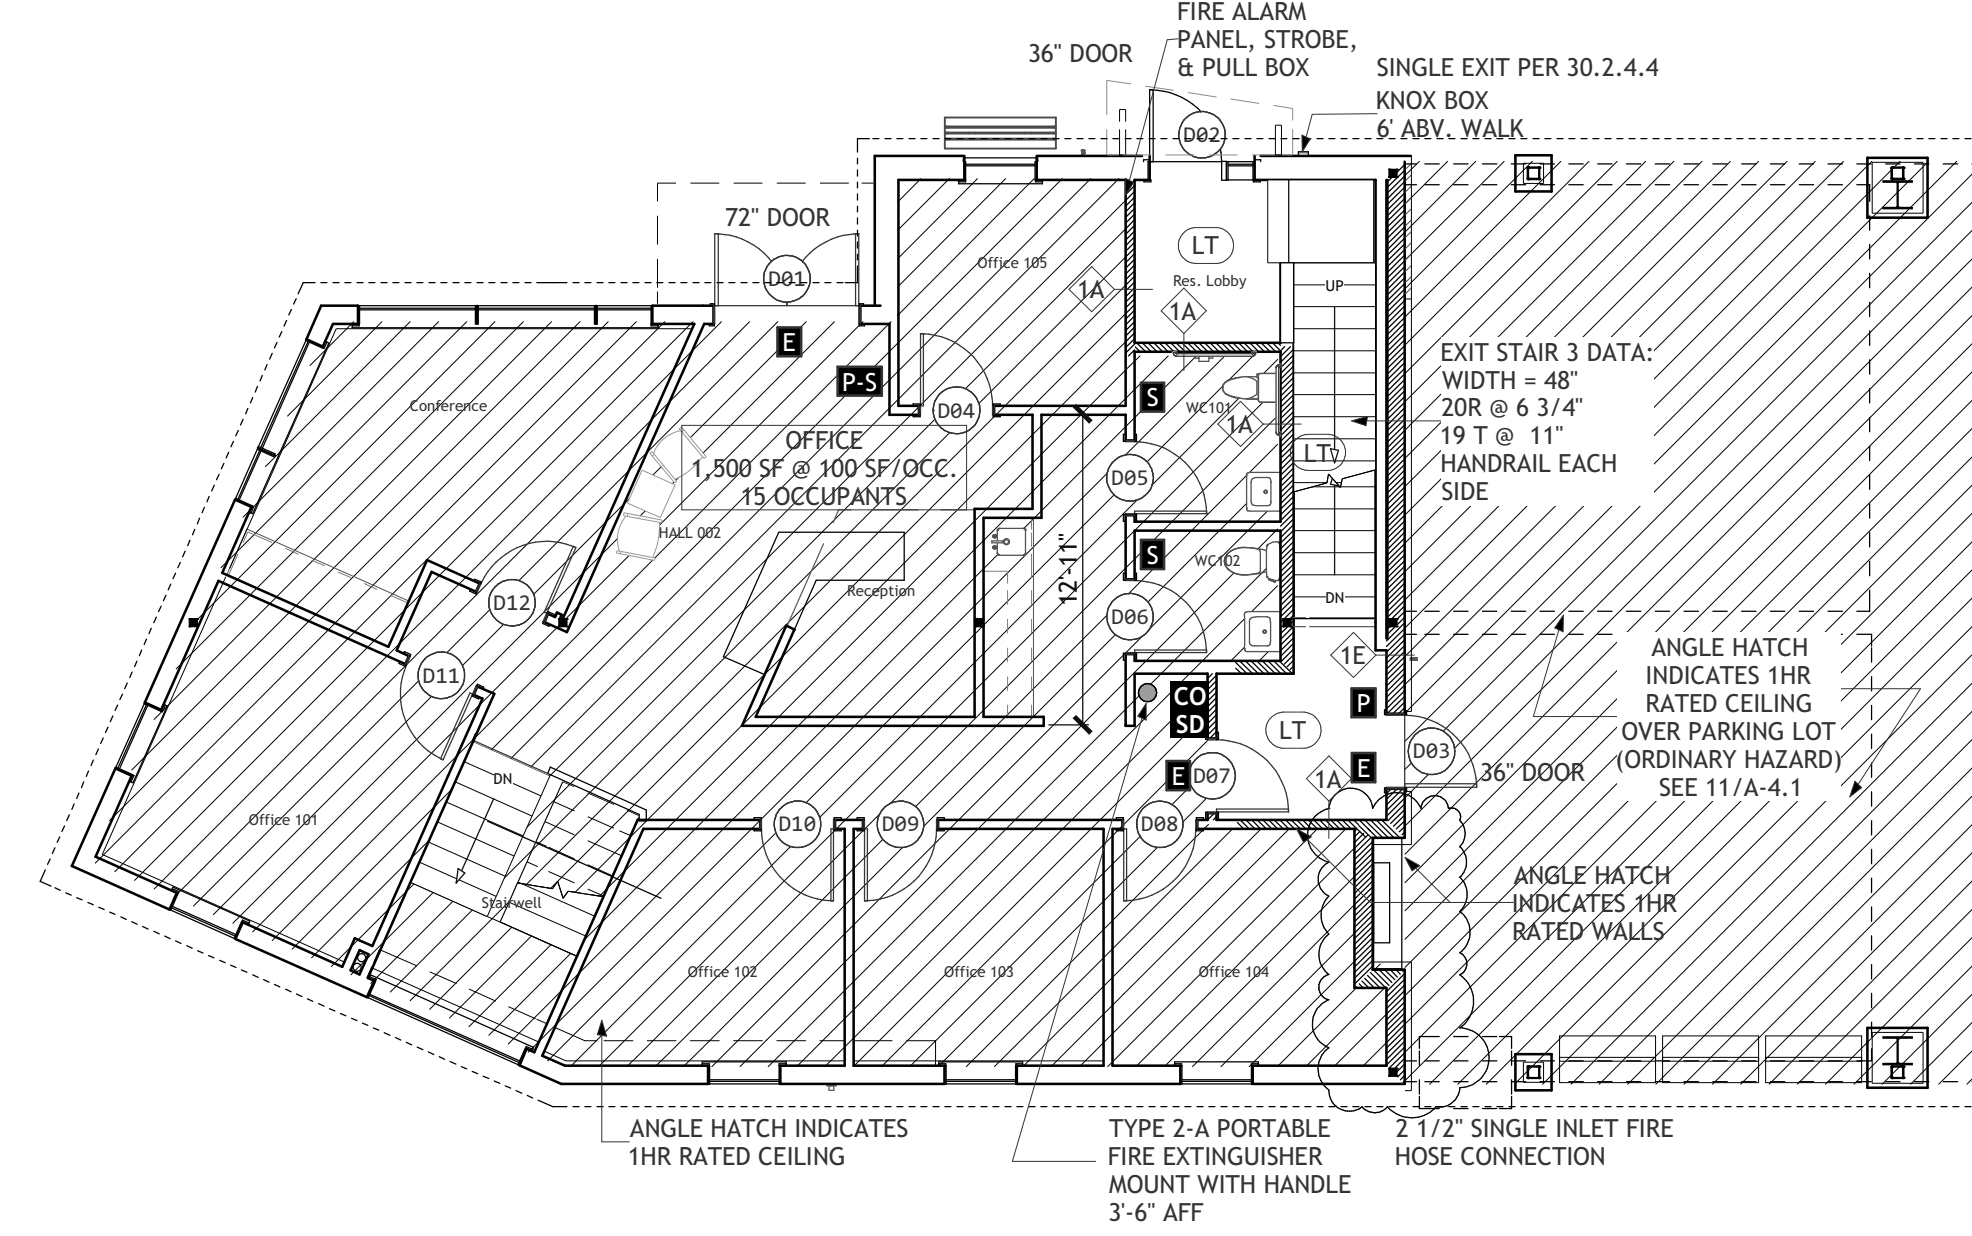 FIRE ALARM
PANEL, STROBE,
& PULL BOX
36" DOOR
SINGLE EXIT PER 30.2.4.4
KNOX BOX
6' ABV. WALK
D02
72" DOOR
D01
LT
Office 105
Res. Lobby
1A
1A
UP
E
P-S
EXIT STAIR 3 DATA:
WIDTH = 48"
20R @ 6 3/4"
19 T @ 11"
HANDRAIL EACH
SIDE
Conference
D04
S
WC101
1A
LT
OFFICE
1,500 SF @ 100 SF/OCC.
15 OCCUPANTS
D05
HALL 002
12'-11"
S
WC102
Reception
DN
D12
D06
1E
ANGLE HATCH
INDICATES 1HR
RATED CEILING
OVER PARKING LOT
(ORDINARY HAZARD)
SEE 11/A-4.1
D11
CO
SD
P
LT
D03
36" DOOR
E
D07
1A
E
DN
Office 101
D10
D09
D08
Stairwell
ANGLE HATCH
INDICATES 1HR
RATED WALLS
Office 102
Office 103
Office 104
ANGLE HATCH INDICATES
1HR RATED CEILING
TYPE 2-A PORTABLE
FIRE EXTINGUISHER
MOUNT WITH HANDLE
3'-6" AFF
2 1/2" SINGLE INLET FIRE
HOSE CONNECTION